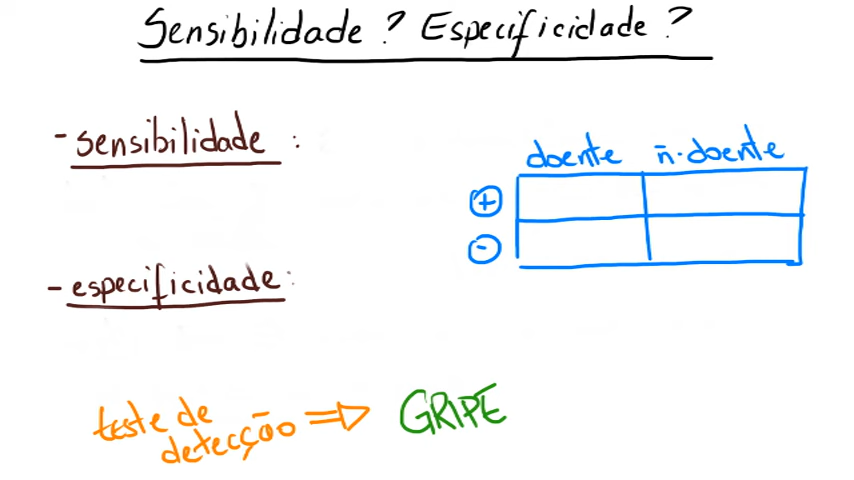 Sensibilidade ? Especificidade ?
- sensibilidade :
doente n̄.doente
+
-
- especificidade:
teste de
detecção ⇒ GRIPE